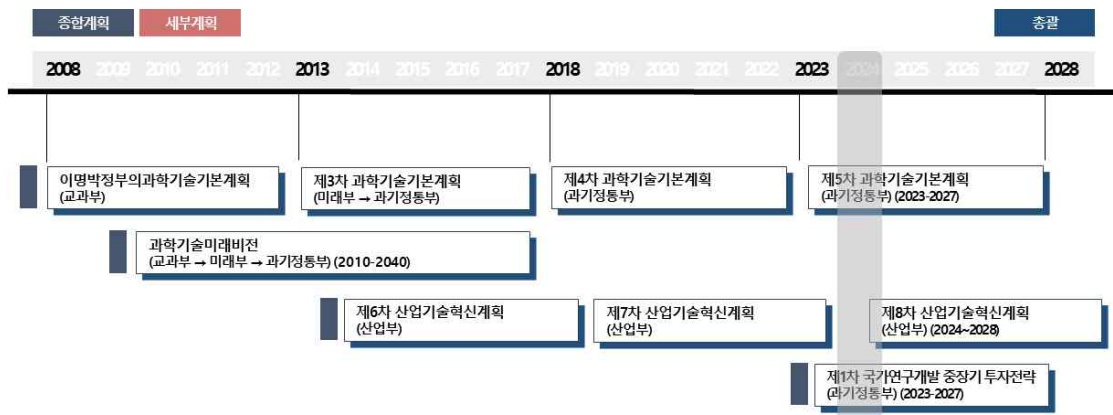 종합계획 세부계획 총괄
2008 2009 2010 2011 2012 2013 2014 2015 2016 2017 2018 2019 2020 2021 2022 2023 2024 2025 2026 2027 2028
이명박정부의과학기술기본계획
(교과부)
제3차 과학기술기본계획
(미래부 → 과기정통부)
제4차 과학기술기본계획
(과기정통부)
제5차 과학기술기본계획
(과기정통부) (2023-2027)
과학기술미래비전
(교과부 → 미래부 → 과기정통부) (2010-2040)
제6차 산업기술혁신계획
(산업부)
제7차 산업기술혁신계획
(산업부)
제8차 산업기술혁신계획
(산업부) (2024~2028)
제1차 국가연구개발 중장기 투자전략
(과기정통부) (2023-2027)